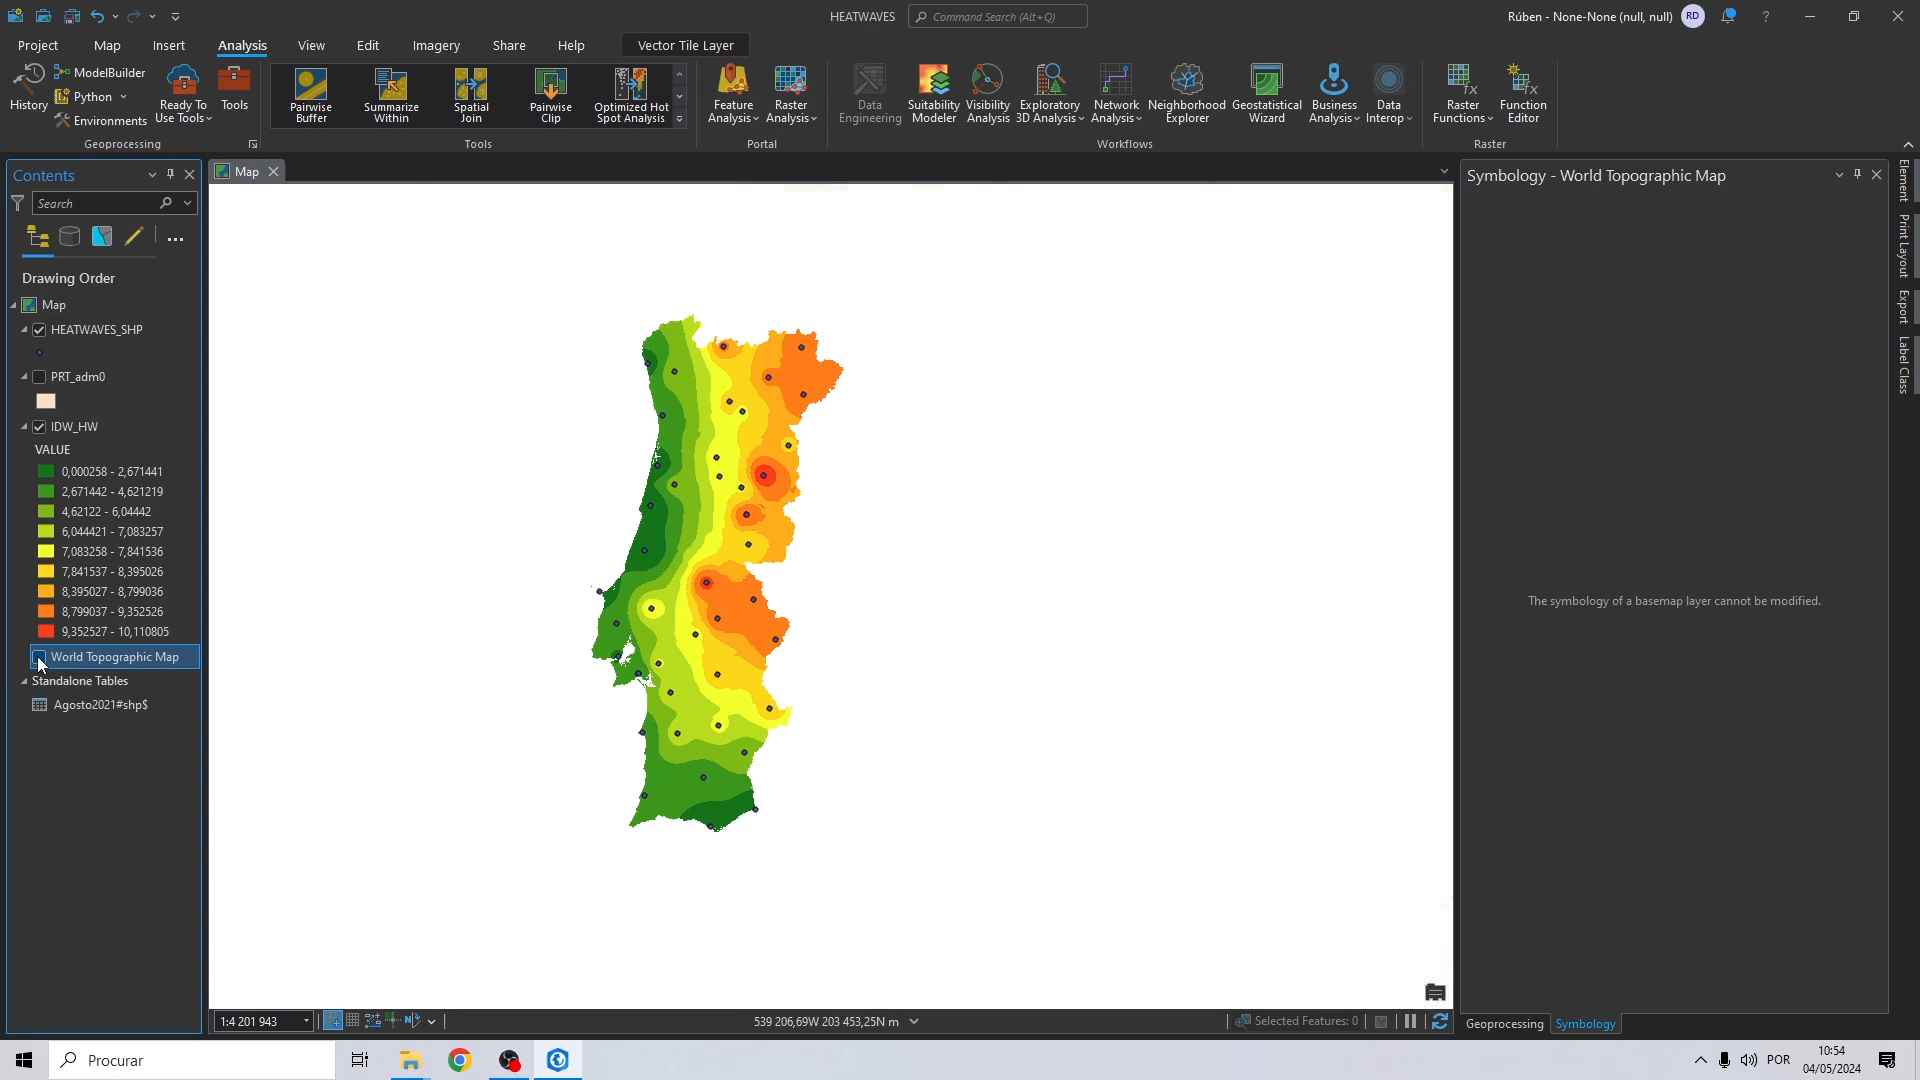 HEATWAVES
Command Search (Alt+Q)
Rúben - None-None (null, null)
RD
?
Project
Map
Insert
Analysis
View
Edit
Imagery
Share
Help
Vector Tile Layer
History
ModelBuilder
Python
Environments
Ready To
Use Tools
Tools
Geoprocessing
Pairwise
Buffer
Summarize
Within
Spatial
Join
Pairwise
Clip
Optimized Hot
Spot Analysis
Tools
Feature
Analysis
Raster
Analysis
Portal
Data
Engineering
Suitability
Modeler
Visibility
Analysis
Exploratory
3D Analysis
Network
Analysis
Neighborhood
Explorer
Geostatistical
Wizard
Business
Analysis
Data
Interop
Workflows
Raster
Functions
Function
Editor
Raster
Contents
Search
Drawing Order
Map
HEATWAVES_SHP
PRT_adm0
IDW_HW
VALUE
0,000258 - 2,671441
2,671442 - 4,621219
4,62122 - 6,04442
6,044421 - 7,083257
7,083258 - 7,841536
7,841537 - 8,395026
8,395027 - 8,799036
8,799037 - 9,352526
9,352527 - 10,110805
World Topographic Map
Standalone Tables
Agosto2021#shp$
Map
1:4 201 943
539 206,69W 203 453,25N m
Selected Features: 0
Symbology - World Topographic Map
The symbology of a basemap layer cannot be modified.
Geoprocessing
Symbology
Element
Print Layout
Export
Label Class
Procurar
POR
10:54
04/05/2024